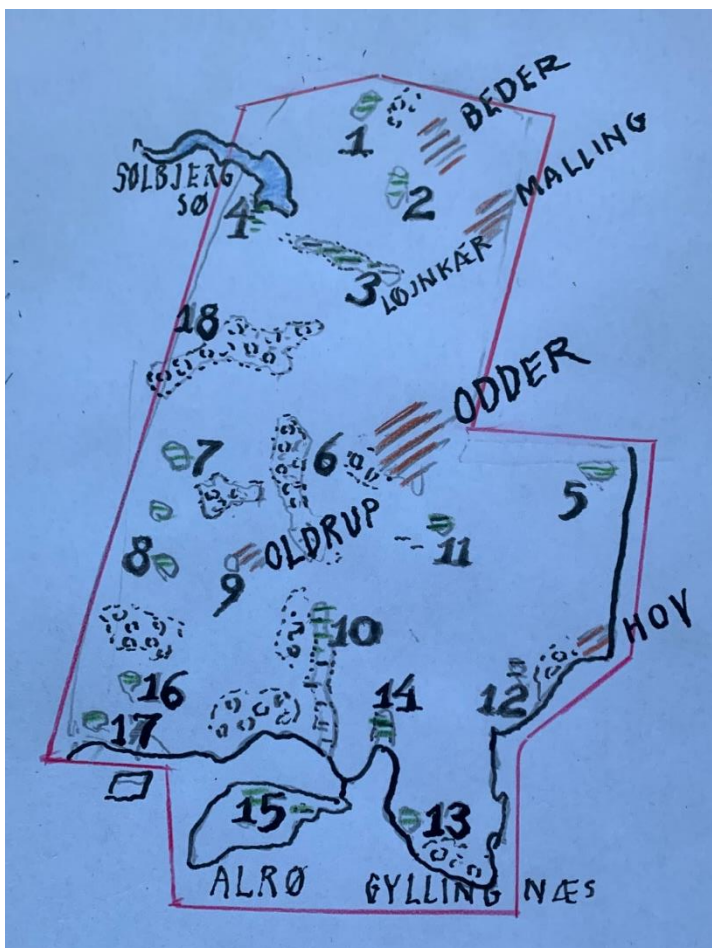 BEDER
1
MALLING
SØLBJERG
SØ
2
4
3
LØJNKÆR
18
ODDER
7
6
5
OLDRUP
11
8
9
10
HOV
12
16
14
17
15
13
ALRØ
GYLLING NÆS